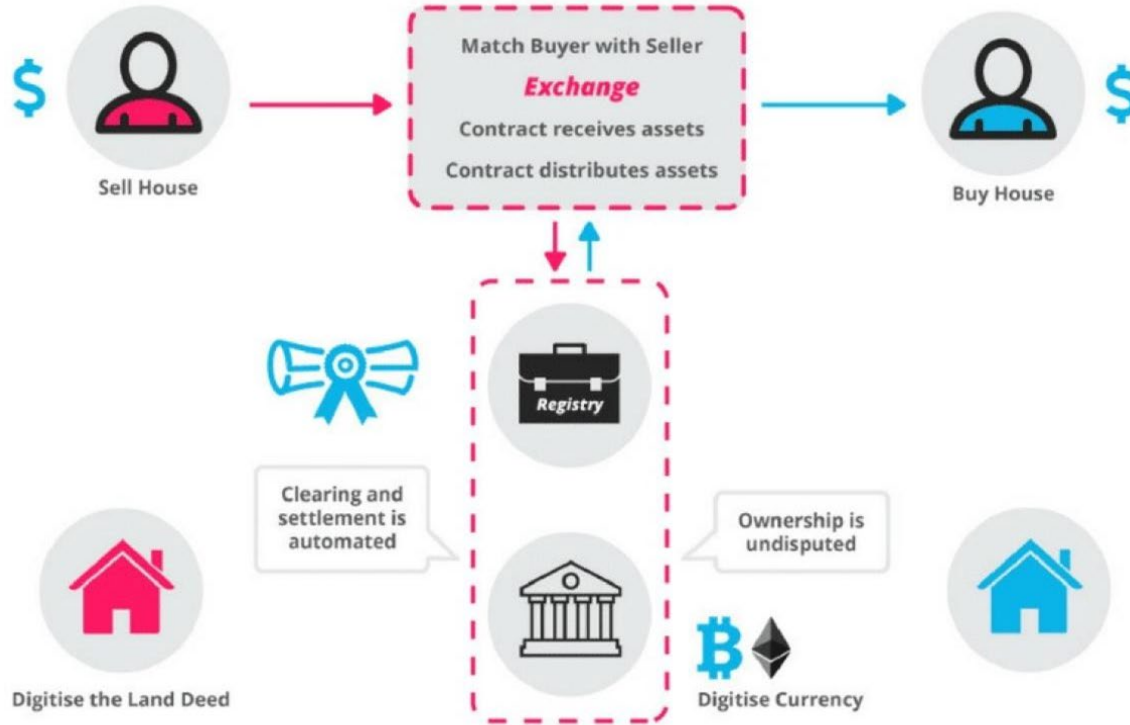 Match Buyer with Seller
Exchange
Contract receives assets
Contract distributes assets
$
$
Sell House
Buy House
Registry
Clearing and
settlement is
automated
Ownership is
undisputed
Digitise the Land Deed
Digitise Currency